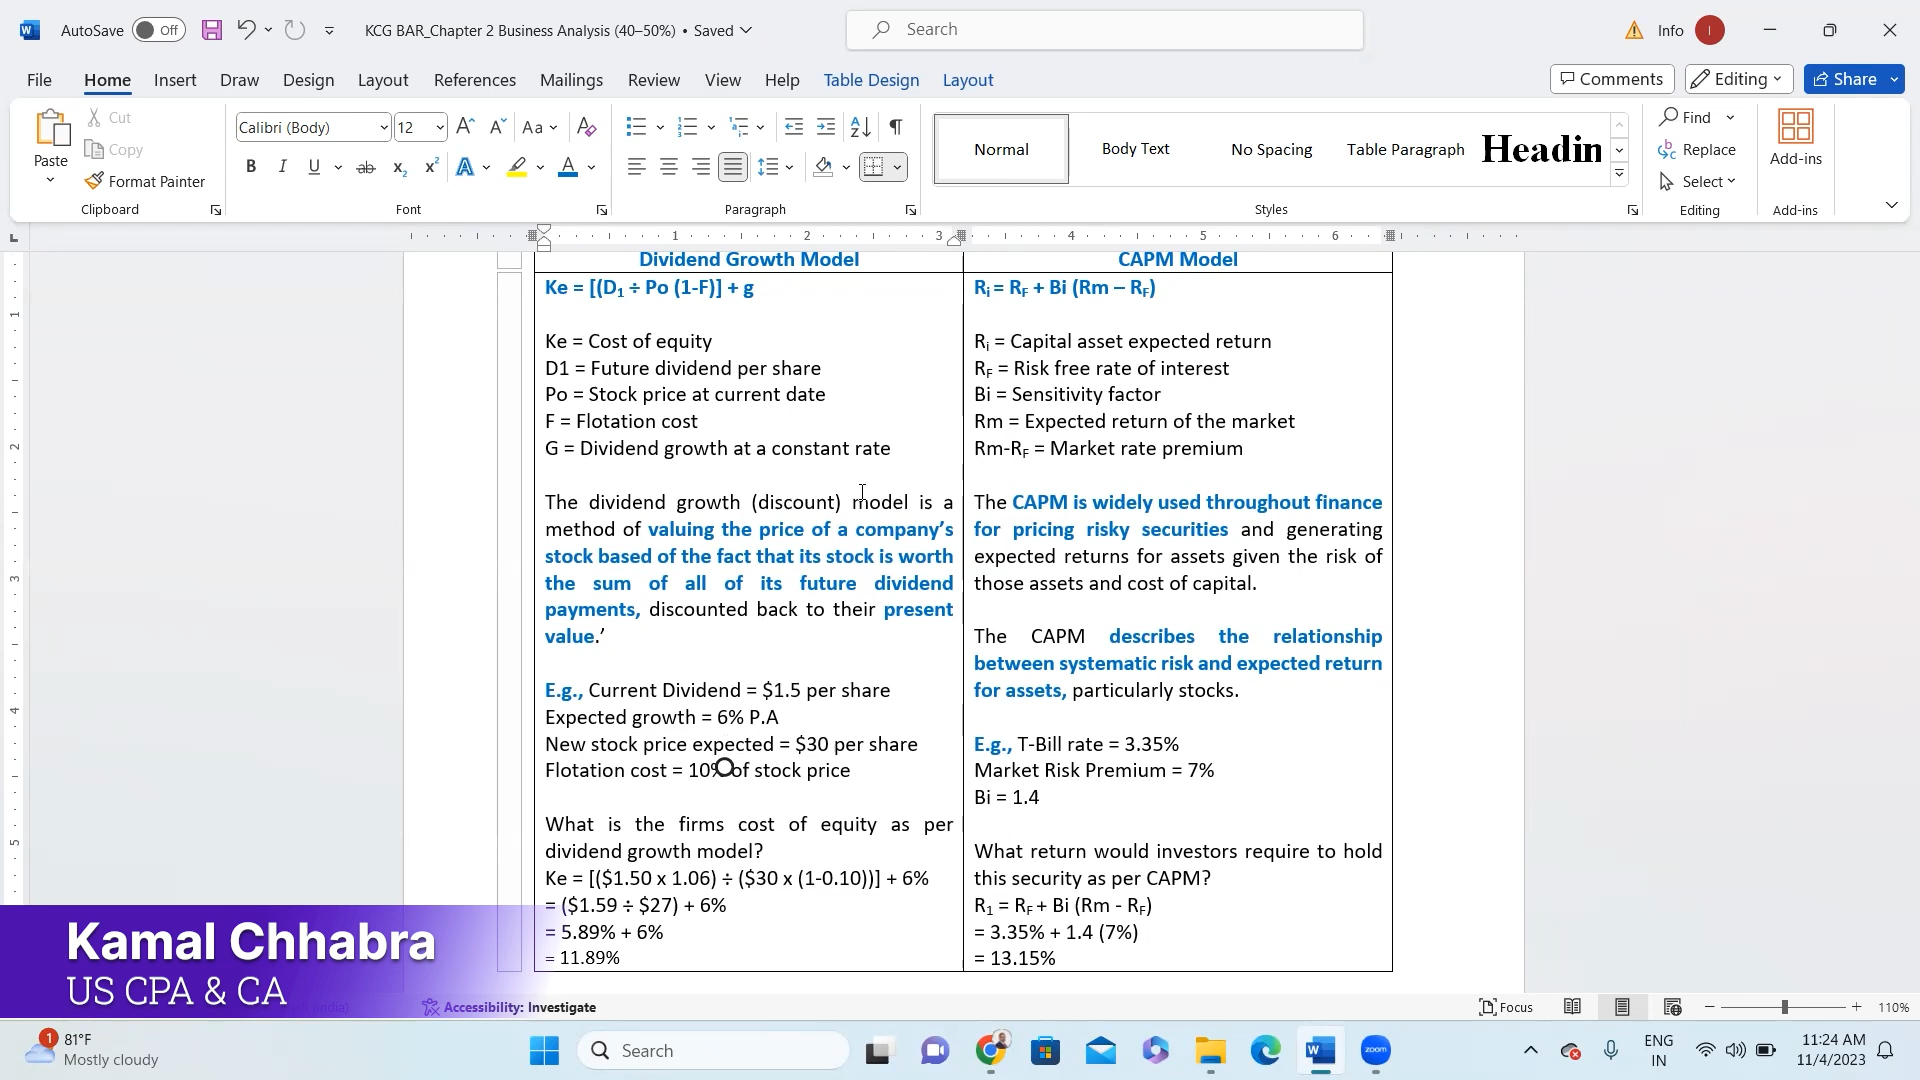 AutoSave Off KCG BAR_Chapter 2 Business Analysis (40–50%) • Saved Search Info I
File Home Insert Draw Design Layout References Mailings Review View Help Table Design Layout Comments Editing Share
Paste Cut Copy Format Painter
Clipboard
Calibri (Body) 12
Font
Paragraph
Normal Body Text No Spacing Table Paragraph Headin
Styles
Find
Replace
Select
Editing
Add-ins
Add-ins
1 2 3 4 5 6
Dividend Growth Model
Ke = [(D1 ÷ Po (1-F)] + g
Ke = Cost of equity
D1 = Future dividend per share
Po = Stock price at current date
F = Flotation cost
G = Dividend growth at a constant rate
The dividend growth (discount) model is a
method of valuing the price of a company’s
stock based of the fact that its stock is worth
the sum of all of its future dividend
payments, discounted back to their present
value.’
E.g., Current Dividend = $1.5 per share
Expected growth = 6% P.A
New stock price expected = $30 per share
Flotation cost = 10% of stock price
What is the firms cost of equity as per
dividend growth model?
Ke = [($1.50 x 1.06) ÷ ($30 x (1-0.10))] + 6%
= ($1.59 ÷ $27) + 6%
= 5.89% + 6%
= 11.89%
CAPM Model
Ri = RF + Bi (Rm – RF)
Ri = Capital asset expected return
RF = Risk free rate of interest
Bi = Sensitivity factor
Rm = Expected return of the market
Rm-RF = Market rate premium
The CAPM is widely used throughout finance
for pricing risky securities and generating
expected returns for assets given the risk of
those assets and cost of capital.
The CAPM describes the relationship
between systematic risk and expected return
for assets, particularly stocks.
E.g., T-Bill rate = 3.35%
Market Risk Premium = 7%
Bi = 1.4
What return would investors require to hold
this security as per CAPM?
R1 = RF + Bi (Rm - RF)
= 3.35% + 1.4 (7%)
= 13.15%
1
2
3
4
5
Kamal Chhabra
US CPA & CA
Accessibility: Investigate Focus 110%
1 81°F
Mostly cloudy
Search
zoom
ENG
IN
11:24 AM
11/4/2023